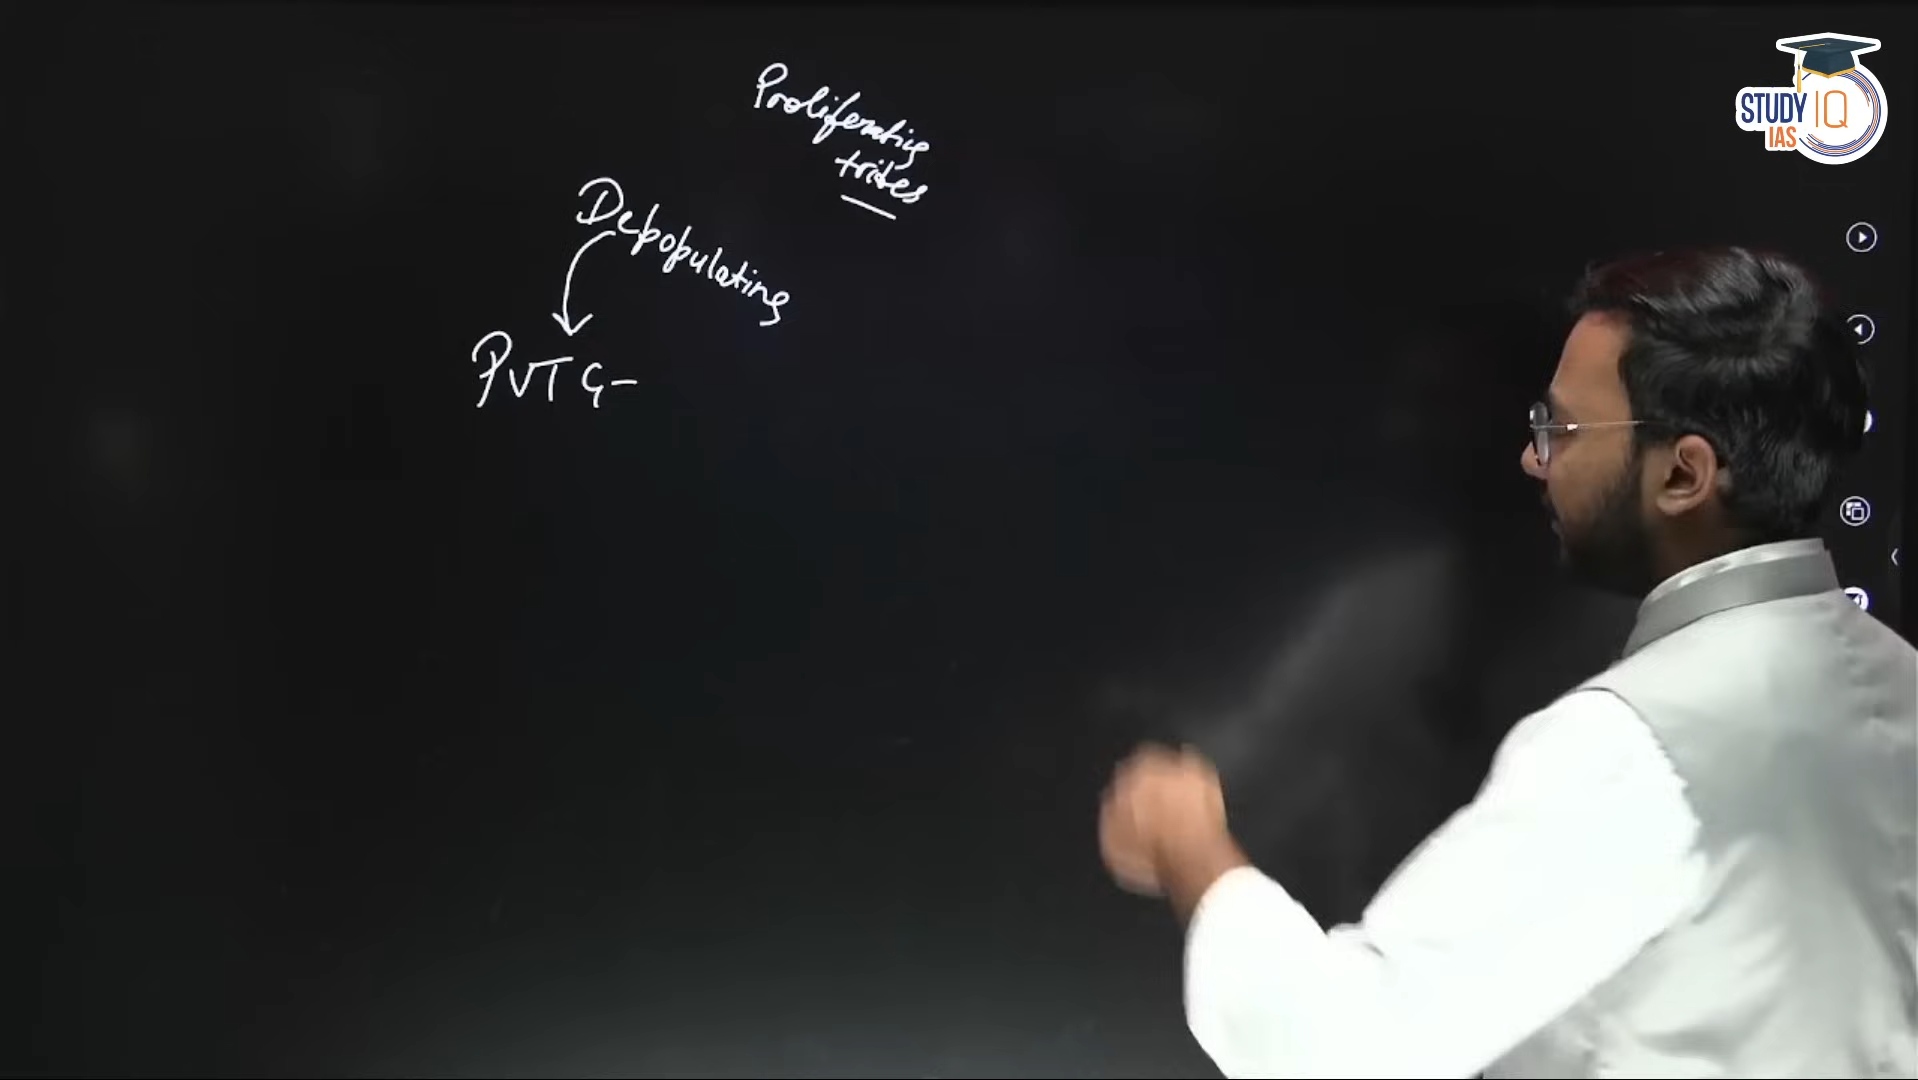 Proliferating
tribes
Depopulating
PVTG-
STUDY IQ
IAS